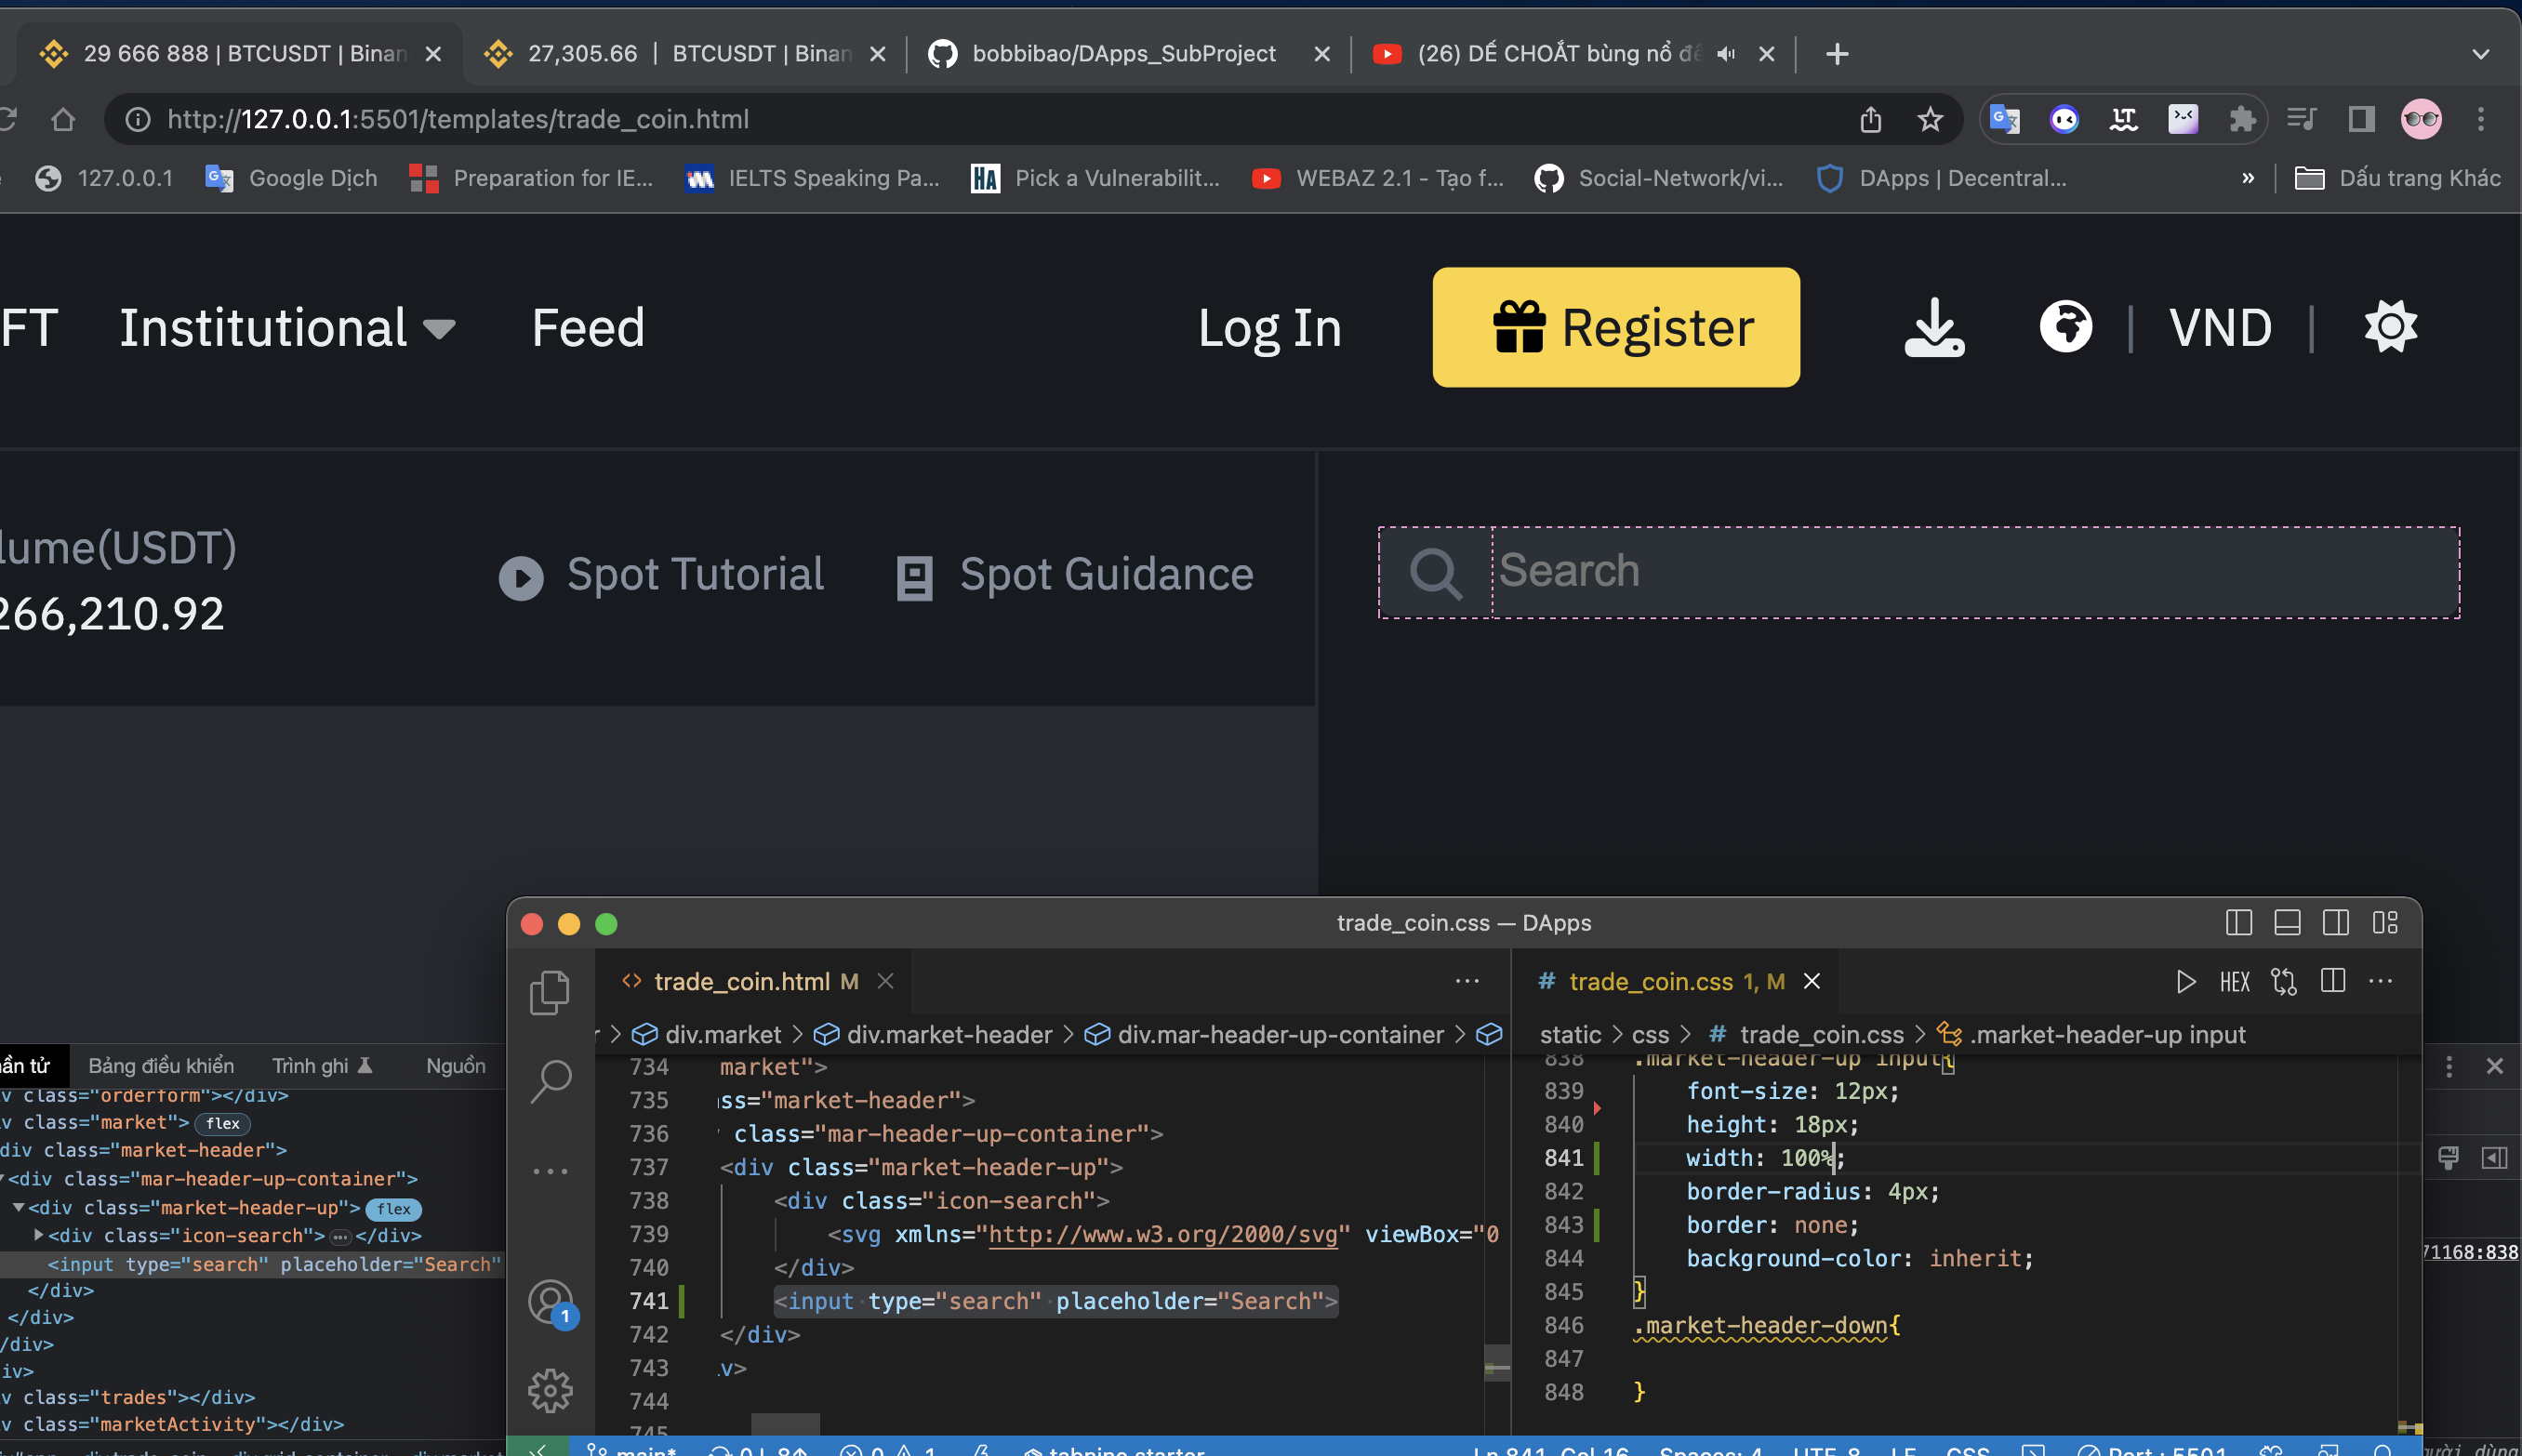 29 666 888 | BTCUSDT | Binan
27,305.66 | BTCUSDT | Binan
bobbibao/DApps_SubProject
(26) DẾ CHOẮT bùng nổ đề
http://127.0.0.1:5501/templates/trade_coin.html
127.0.0.1
Google Dịch
Preparation for IE...
IELTS Speaking Pa...
HA Pick a Vulnerabilit...
WEBAZ 2.1 - Tạo f...
Social-Network/vi...
DApps | Decentral...
»
Dấu trang Khác
FT Institutional Feed Log In Register | VND |
lume(USDT)
266,210.92
Spot Tutorial Spot Guidance
Search
trade_coin.css — DApps
trade_coin.html M
trade_coin.css 1, M
HEX
r > div.market > div.market-header > div.mar-header-up-container >
static > css > # trade_coin.css > .market-header-up input
734 market">
735 ss="market-header">
736 class="mar-header-up-container">
737 <div class="market-header-up">
738 <div class="icon-search">
739 <svg xmlns="http://www.w3.org/2000/svg" viewBox="0
740 </div>
741 <input type="search" placeholder="Search">
742 </div>
743 v>
744
745
838 .market-header-up input{
839 font-size: 12px;
840 height: 18px;
841 width: 100%;
842 border-radius: 4px;
843 border: none;
844 background-color: inherit;
845 }
846 .market-header-down{
847
848 }
ần tử Bảng điều khiển Trình ghi Nguồn
v class="orderform"></div>
v class="market"> flex
div class="market-header">
<div class="mar-header-up-container">
<div class="market-header-up"> flex
<div class="icon-search"> ... </div>
<input type="search" placeholder="Search"
</div>
</div>
/div>
iv>
v class="trades"></div>
v class="marketActivity"></div>
71168:838
1
main* 0↓ 8↑ 0 1 tabnine starter
Ln 841, Col 16 Spaces: 4 UTF-8 LF CSS Port : 5501